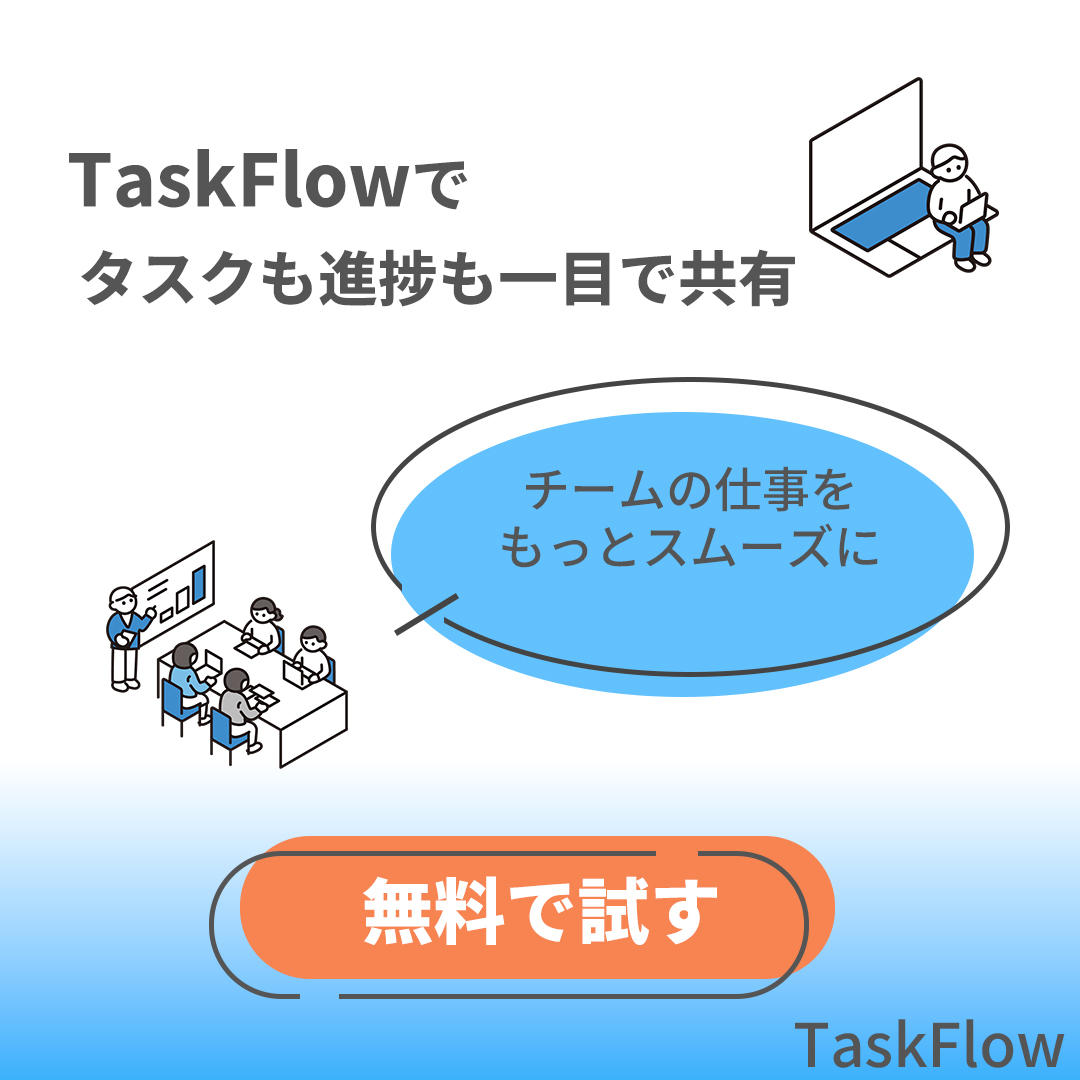 TaskFlowで
タスクも進捗も一目で共有
チームの仕事を
もっとスムーズに
無料で試す
TaskFlow